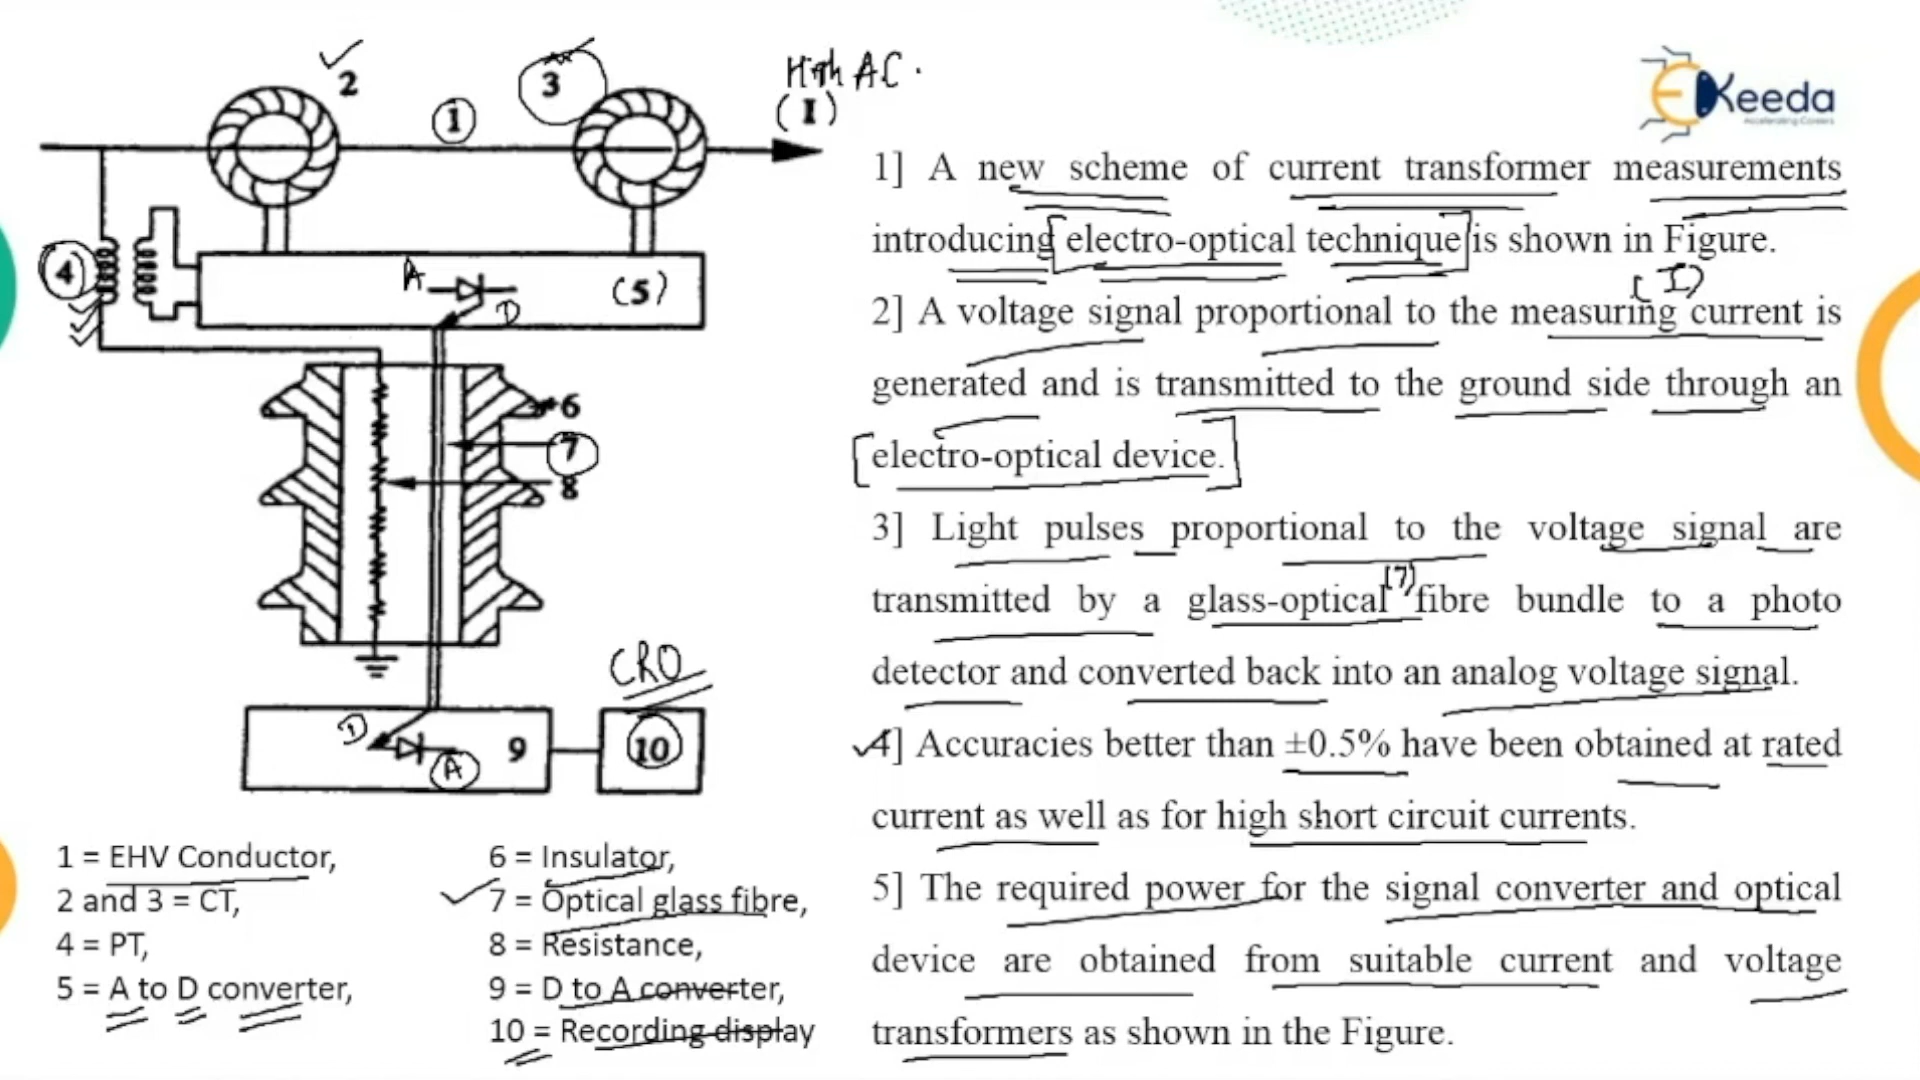 2
3
High AC.
(I)
1
4
A
(5)
D
6
7
8
CRO
D
9
A
10
1 = EHV Conductor,
2 and 3 = CT,
4 = PT,
5 = A to D converter,
6 = Insulator,
7 = Optical glass fibre,
8 = Resistance,
9 = D to A converter,
10 = Recording display
EKeeda
Accelerating Careers
1] A new scheme of current transformer measurements
introducing electro-optical technique is shown in Figure.
(I)
2] A voltage signal proportional to the measuring current is
generated and is transmitted to the ground side through an
electro-optical device.
3] Light pulses proportional to the voltage signal are
(7)
transmitted by a glass-optical fibre bundle to a photo
detector and converted back into an analog voltage signal.
4] Accuracies better than ±0.5% have been obtained at rated
current as well as for high short circuit currents.
5] The required power for the signal converter and optical
device are obtained from suitable current and voltage
transformers as shown in the Figure.